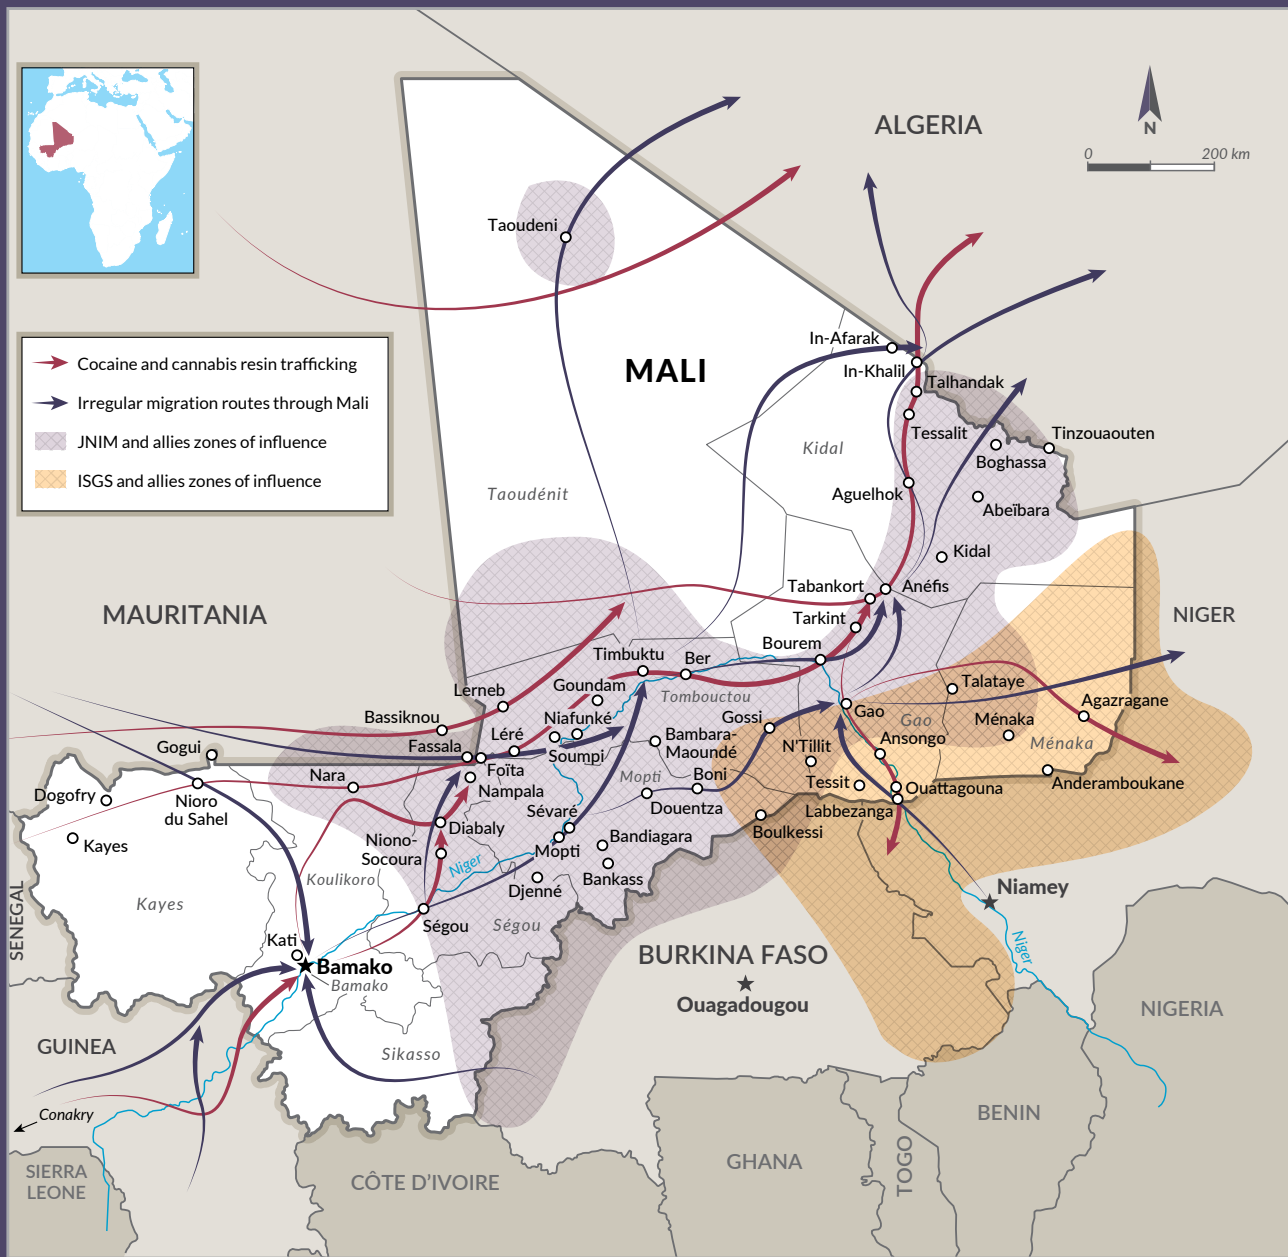 ALGERIA
N
0 200 km
Taoudeni
Cocaine and cannabis resin trafficking
Irregular migration routes through Mali
JNIM and allies zones of influence
ISGS and allies zones of influence
MALI
In-Afarak
In-Khalil
Talhandak
Tessalit
Tinzouaouten
Boghassa
Kidal
Taoudénit
Aguelhok
Abeïbara
Kidal
MAURITANIA
Tabankort
Anéfis
Tarkint
NIGER
Bourem
Timbuktu
Ber
Lerneb
Goundam
Tombouctou
Talataye
Agazragane
Bassiknou
Niafunké
Gossi
Gao
Gao
Ménaka
Ménaka
Gogui
Fassala
Léré
Bambara-
Maoundé
Ansongo
Foïta
Soumpi
N'Tillit
Nara
Nampala
Mopti
Boni
Tessit
Ouattagouna
Anderamboukane
Dogofry
Nioro
du Sahel
Douentza
Labbezanga
Sévaré
Boulkessi
Kayes
Niono-
Socoura
Diabaly
Mopti
Bandiagara
Niger
Koulikoro
Djenné
Bankass
Niamey
Kayes
SENEGAL
Ségou
Ségou
Kati
Bamako
Bamako
BURKINA FASO
Ouagadougou
Niger
NIGERIA
GUINEA
Sikasso
Conakry
BENIN
SIERRA
LEONE
CÔTE D'IVOIRE
GHANA
TOGO